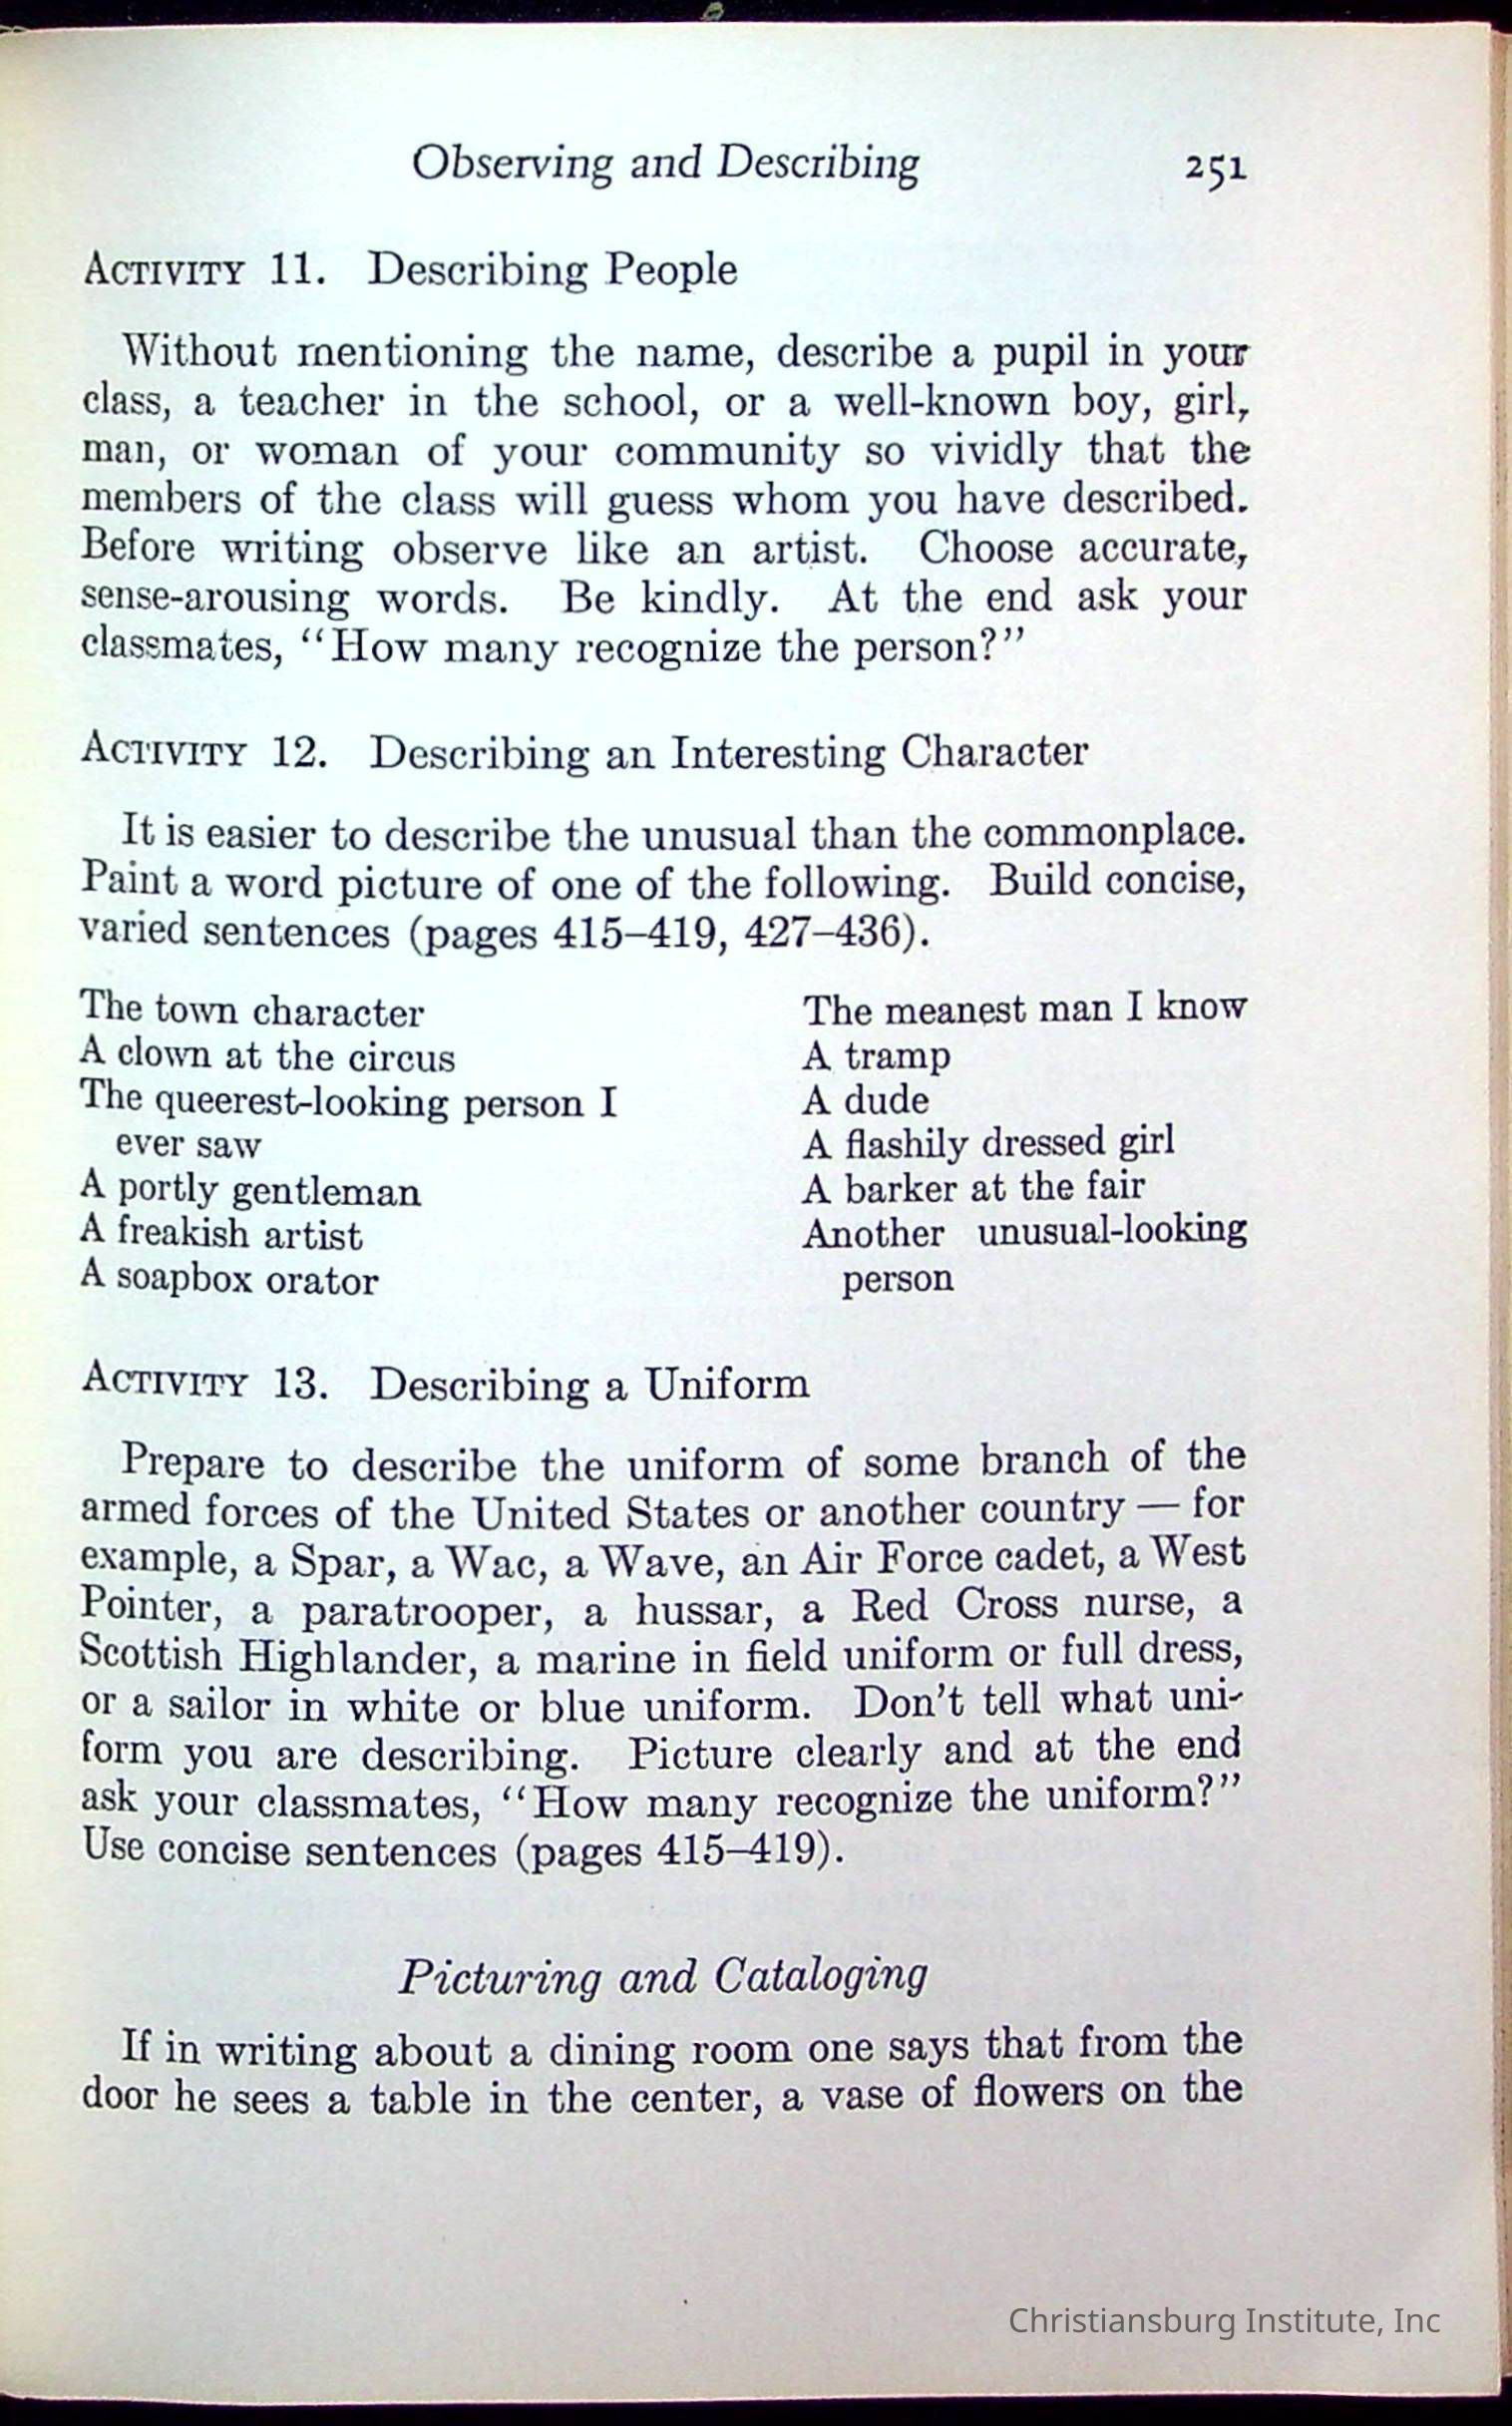 Observing and Describing 251
ACTIVITY 11. Describing People
Without mentioning the name, describe a pupil in your
class, a teacher in the school, or a well-known boy, girl,
man, or woman of your community so vividly that the
members of the class will guess whom you have described.
Before writing observe like an artist. Choose accurate,
sense-arousing words. Be kindly. At the end ask your
classmates, “How many recognize the person?”
ACTIVITY 12. Describing an Interesting Character
It is easier to describe the unusual than the commonplace.
Paint a word picture of one of the following. Build concise,
varied sentences (pages 415–419, 427–436).
The town character
A clown at the circus
The queerest-looking person I
ever saw
A portly gentleman
A freakish artist
A soapbox orator
The meanest man I know
A tramp
A dude
A flashily dressed girl
A barker at the fair
Another unusual-looking
person
ACTIVITY 13. Describing a Uniform
Prepare to describe the uniform of some branch of the
armed forces of the United States or another country — for
example, a Spar, a Wac, a Wave, an Air Force cadet, a West
Pointer, a paratrooper, a hussar, a Red Cross nurse, a
Scottish Highlander, a marine in field uniform or full dress,
or a sailor in white or blue uniform. Don't tell what uni-
form you are describing. Picture clearly and at the end
ask your classmates, “How many recognize the uniform?”
Use concise sentences (pages 415–419).
Picturing and Cataloging
If in writing about a dining room one says that from the
door he sees a table in the center, a vase of flowers on the
Christiansburg Institute, Inc